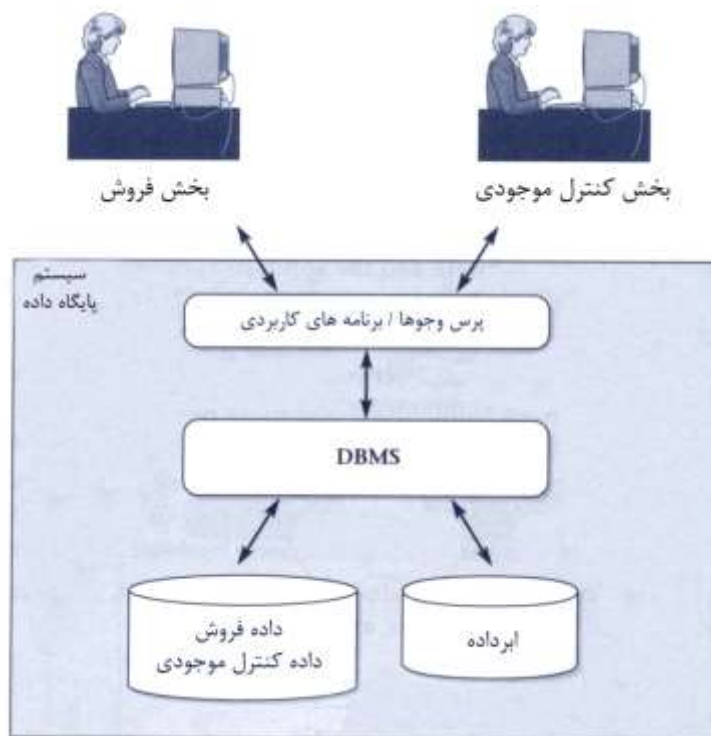 بخش فروش
بخش کنترل موجودی
سیستم
پایگاه داده
پرس وجوها / برنامه های کاربردی
DBMS
داده فروش
داده کنترل موجودی
ابرداده